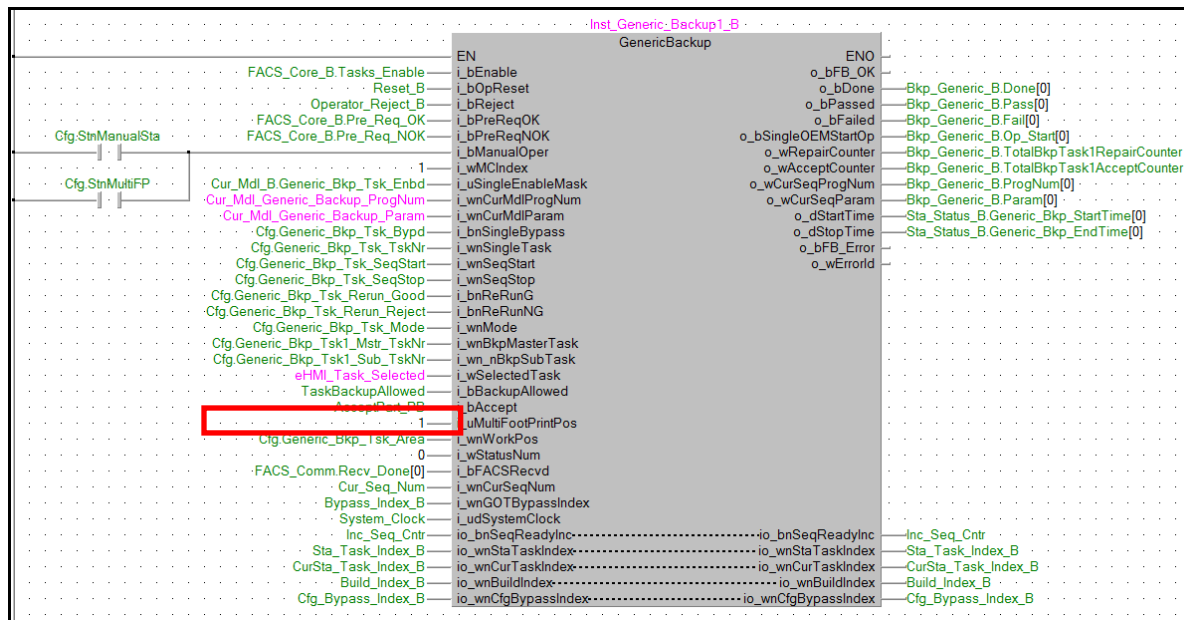 Inst_Generic_Backup1_B
GenericBackup
EN ENO
FACS_Core_B.Tasks_Enable i_bEnable o_bFB_OK
Reset_B i_bOpReset o_bDone Bkp_Generic_B.Done[0]
Operator_Reject_B i_bReject o_bPassed Bkp_Generic_B.Pass[0]
FACS_Core_B.Pre_Req_OK i_bPreReqOK o_bFailed Bkp_Generic_B.Fail[0]
Cfg.StnManualSta FACS_Core_B.Pre_Req_NOK i_bPreReqNOK o_bSingleOEMStartOp Bkp_Generic_B.Op_Start[0]
i_bManualOper o_wRepairCounter Bkp_Generic_B.TotalBkpTask1RepairCounter
1 i_wMCIndex o_wAcceptCounter Bkp_Generic_B.TotalBkpTask1AcceptCounter
Cfg.StnMultiFP Cur_Mdl_B.Generic_Bkp_Tsk_Enbd i_uSingleEnableMask o_wCurSeqProgNum Bkp_Generic_B.ProgNum[0]
Cur_Mdl_Generic_Backup_ProgNum i_wnCurMdlProgNum o_wCurSeqParam Bkp_Generic_B.Param[0]
Cur_Mdl_Generic_Backup_Param i_wnCurMdlParam o_dStartTime Sta_Status_B.Generic_Bkp_StartTime[0]
Cfg.Generic_Bkp_Tsk_Bypd i_bnSingleBypass o_dStopTime Sta_Status_B.Generic_Bkp_EndTime[0]
Cfg.Generic_Bkp_Tsk_TskNr i_wnSingleTask o_bFB_Error
Cfg.Generic_Bkp_Tsk_SeqStart i_wnSeqStart o_wErrorId
Cfg.Generic_Bkp_Tsk_SeqStop i_wnSeqStop
Cfg.Generic_Bkp_Tsk_Rerun_Good i_bnReRunG
Cfg.Generic_Bkp_Tsk_Rerun_Reject i_bnReRunNG
Cfg.Generic_Bkp_Tsk_Mode i_wnMode
Cfg.Generic_Bkp_Tsk1_Mstr_TskNr i_wnBkpMasterTask
Cfg.Generic_Bkp_Tsk1_Sub_TskNr i_wn_nBkpSubTask
eHMI_Task_Selected i_wSelectedTask
TaskBackupAllowed i_bBackupAllowed
AcceptPart_PB i_bAccept
1 i_uMultiFootPrintPos
Cfg.Generic_Bkp_Tsk_Area i_wnWorkPos
0 i_wStatusNum
FACS_Comm.Recv_Done[0] i_bFACSRecvd
Cur_Seq_Num i_wnCurSeqNum
Bypass_Index_B i_wnGOTBypassIndex
System_Clock i_udSystemClock
Inc_Seq_Cntr io_bnSeqReadyInc io_bnSeqReadyInc Inc_Seq_Cntr
Sta_Task_Index_B io_wnStaTaskIndex io_wnStaTaskIndex Sta_Task_Index_B
CurSta_Task_Index_B io_wnCurTaskIndex io_wnCurTaskIndex CurSta_Task_Index_B
Build_Index_B io_wnBuildIndex io_wnBuildIndex Build_Index_B
Cfg_Bypass_Index_B io_wnCfgBypassIndex io_wnCfgBypassIndex Cfg_Bypass_Index_B